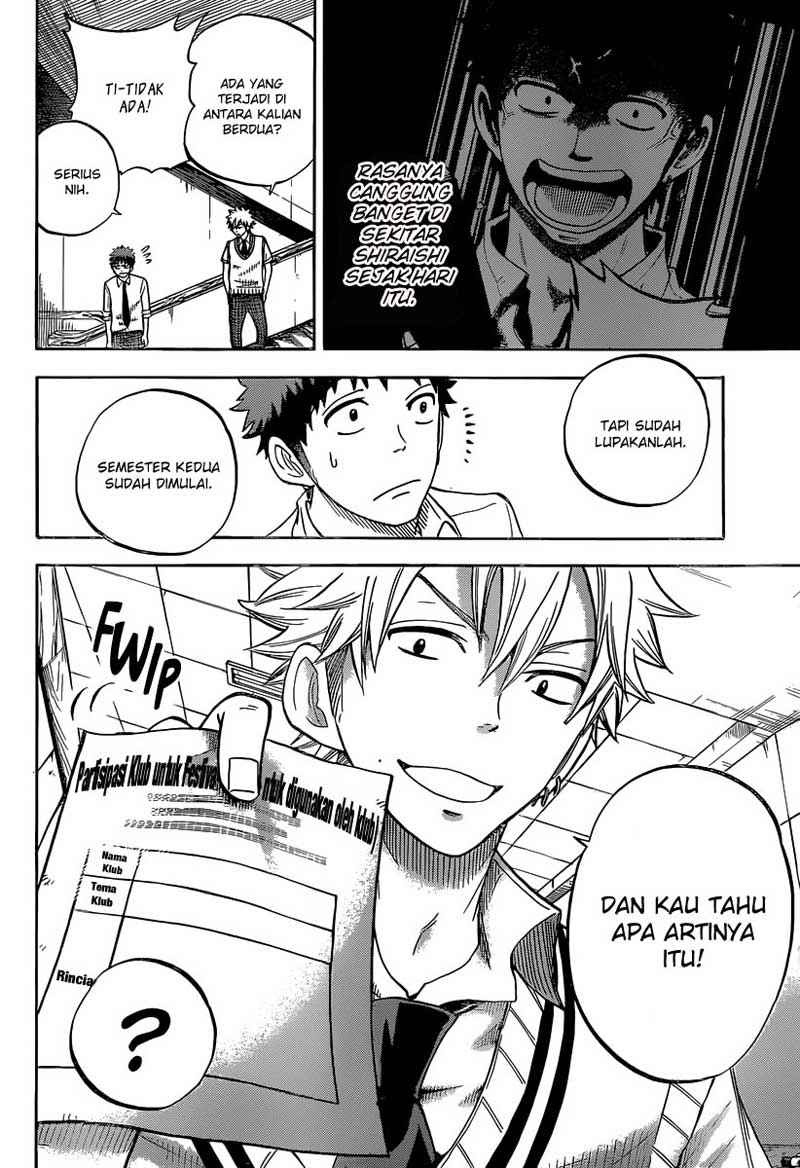 RASANYA
CANGGUNG
BANGET DI
SEKITAR
SHIRAISHI
SEJAK HARI
ITU.
ADA YANG
TERJADI DI
ANTARA KALIAN
BERDUA?
TI-TIDAK
ADA!
SERIUS
NIH.
TAPI SUDAH
LUPAKANLAH.
SEMESTER KEDUA
SUDAH DIMULAI.
FWIP
Partisipasi Klub untuk Festival ntuk digunakan oleh klub)
Nama
Klub
Tema
Klub
Rincia
?
DAN KAU TAHU
APA ARTINYA
ITU!